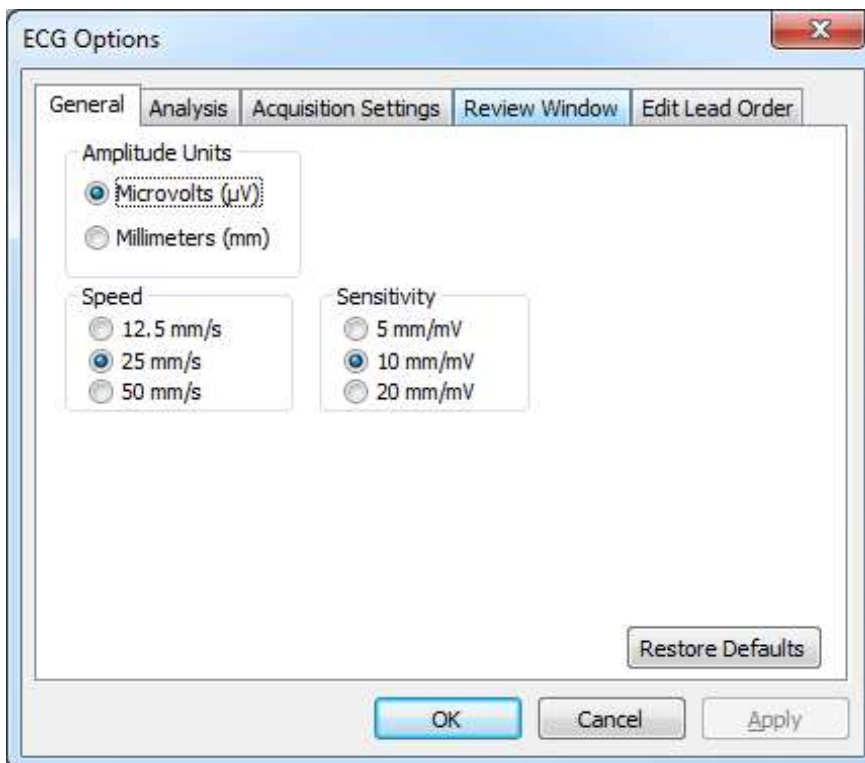 ECG Options
General Analysis Acquisition Settings Review Window Edit Lead Order
Amplitude Units
Microvolts (µV)
Millimeters (mm)
Speed Sensitivity
12.5 mm/s 5 mm/mV
25 mm/s 10 mm/mV
50 mm/s 20 mm/mV
Restore Defaults
OK Cancel Apply